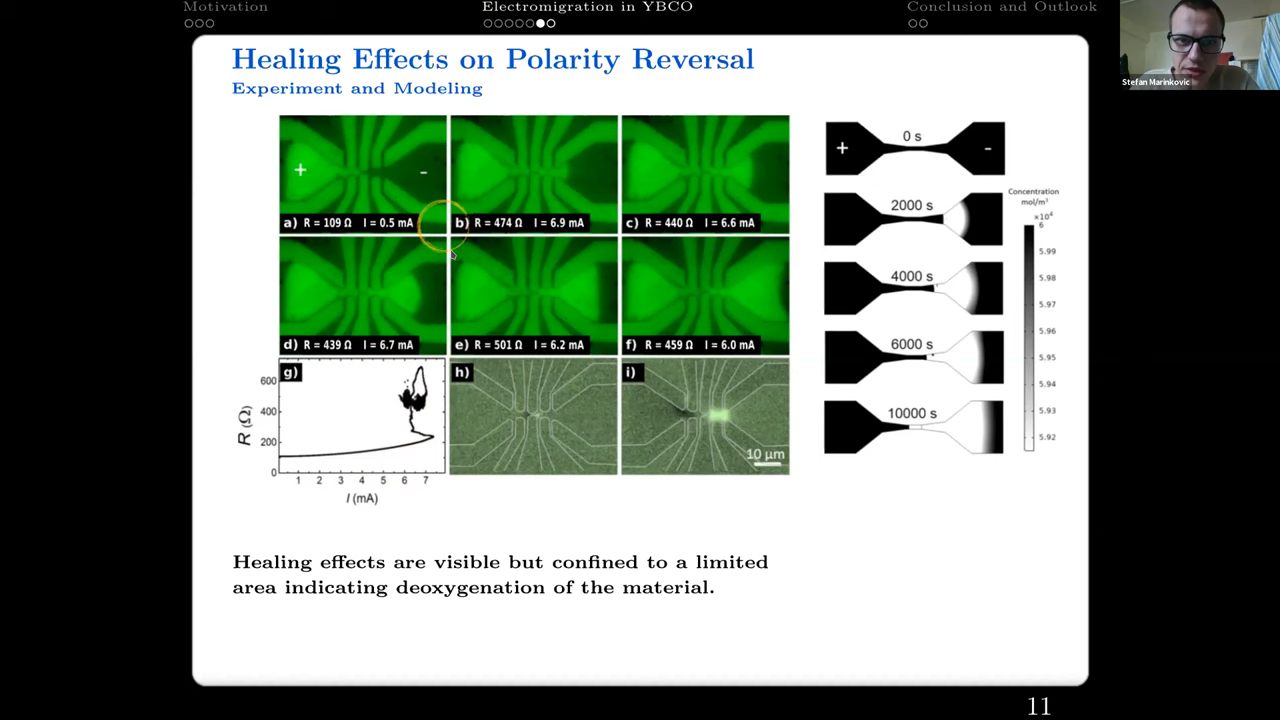 Motivation
Electromigration in YBCO
Conclusion and Outlook
Stefan Marinkovic
Healing Effects on Polarity Reversal
Experiment and Modeling
+ -
a) R = 109 Ω I = 0.5 mA
b) R = 474 Ω I = 6.9 mA
c) R = 440 Ω I = 6.6 mA
d) R = 439 Ω I = 6.7 mA
e) R = 501 Ω I = 6.2 mA
f) R = 459 Ω I = 6.0 mA
g)
600
400
200
0
R (Ω)
1 2 3 4 5 6 7
I (mA)
h)
i)
10 μm
0 s
+ -
2000 s
4000 s
6000 s
10000 s
Concentration
mol/m³
×10⁴
6
5.99
5.98
5.97
5.96
5.95
5.94
5.93
5.92
Healing effects are visible but confined to a limited
area indicating deoxygenation of the material.
11